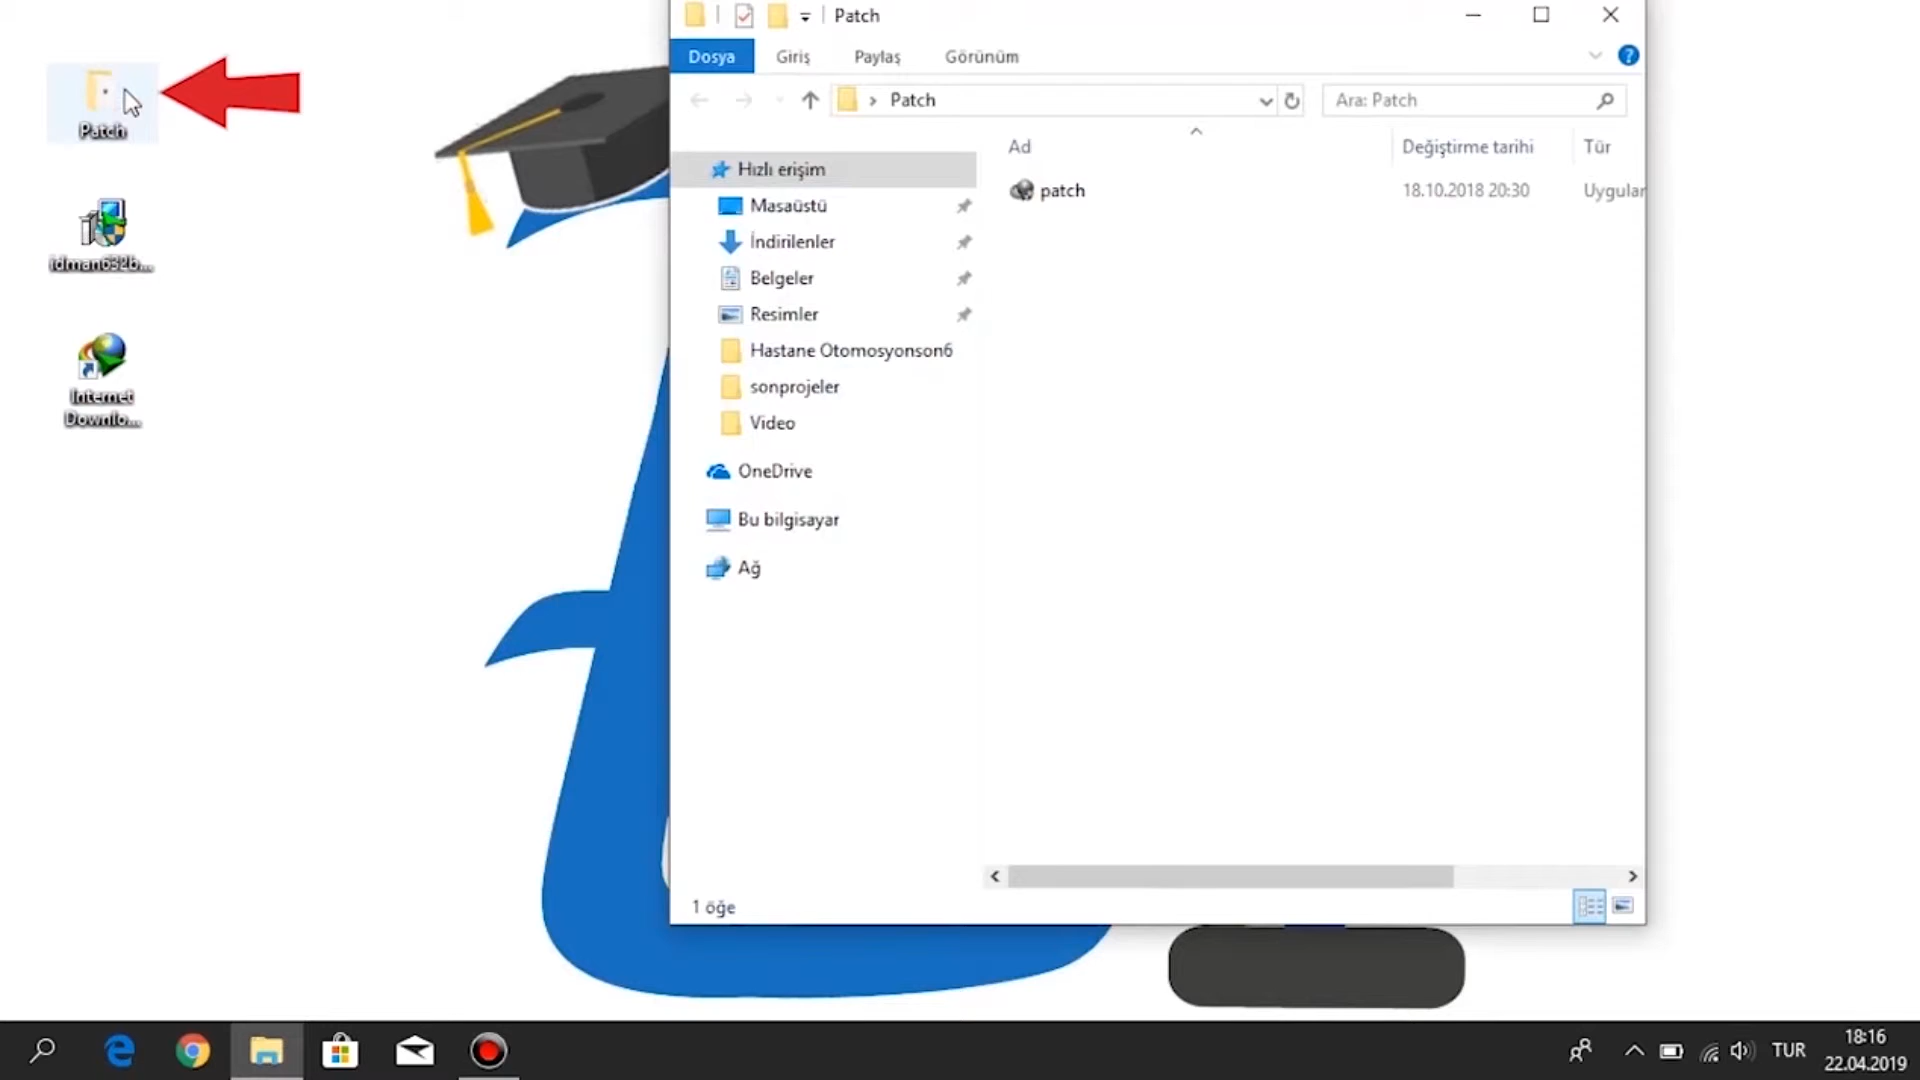 Patch
idman632b...
Internet
Downlo...
Patch
Dosya
Giriş
Paylaş
Görünüm
?
Patch
Ara: Patch
Ad
Değiştirme tarihi
Tür
Hızlı erişim
patch
18.10.2018 20:30
Uygular
Masaüstü
İndirilenler
Belgeler
Resimler
Hastane Otomosyonson6
sonprojeler
Video
OneDrive
Bu bilgisayar
Ağ
1 öğe
TUR
18:16
22.04.2019